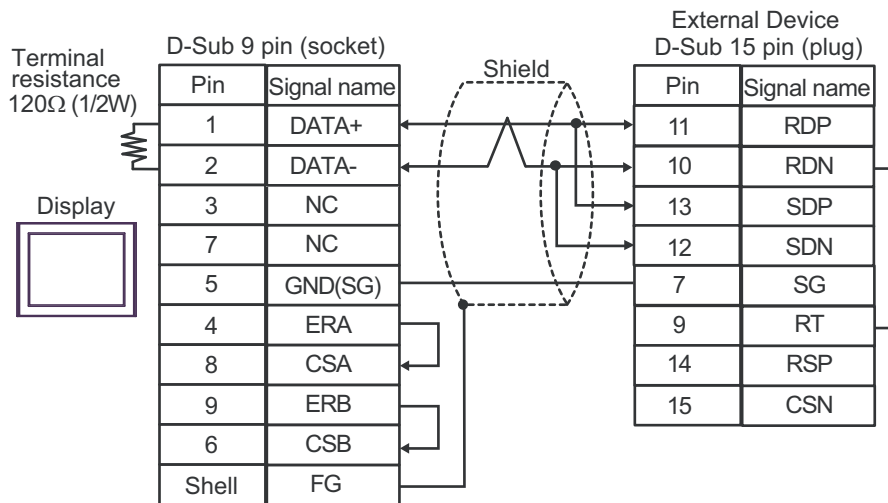 External Device
D-Sub 9 pin (socket)
D-Sub 15 pin (plug)
Terminal
resistance
120Ω (1/2W)
Shield
Pin Signal name
Pin Signal name
1 DATA+
11 RDP
2 DATA-
10 RDN
Display
3 NC
13 SDP
7 NC
12 SDN
5 GND(SG)
7 SG
4 ERA
9 RT
8 CSA
14 RSP
9 ERB
15 CSN
6 CSB
Shell FG